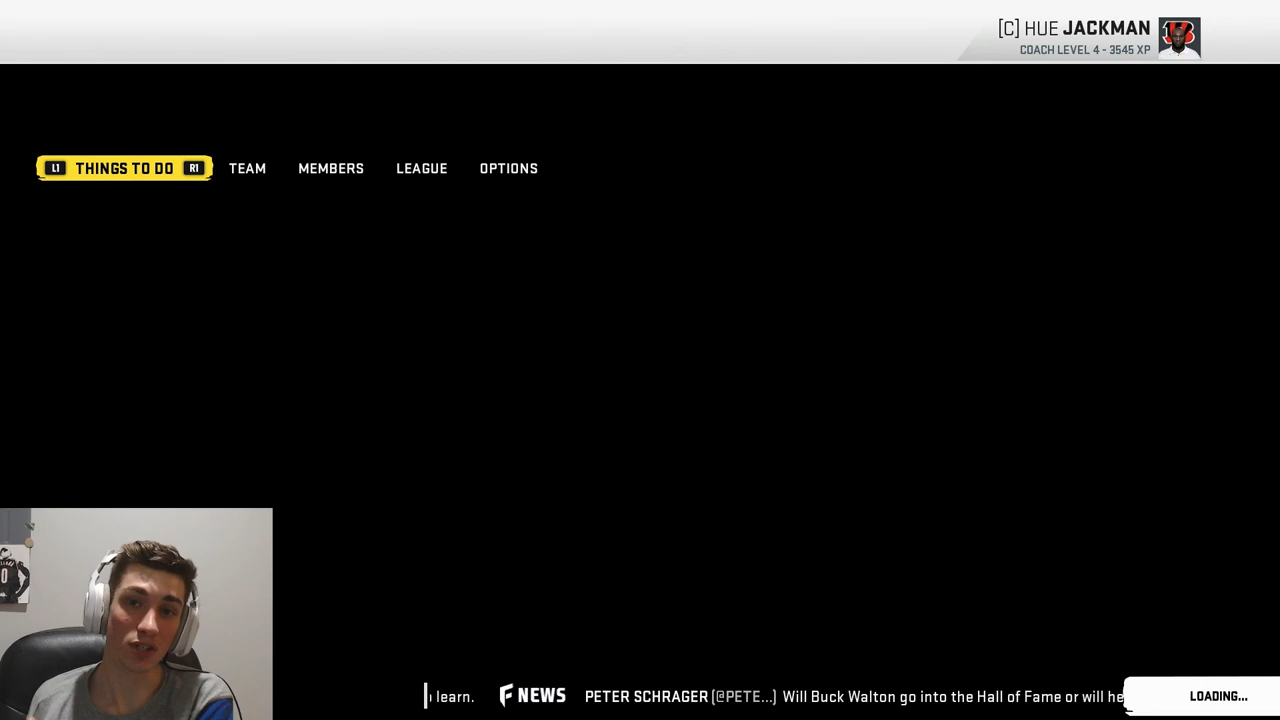 [C] HUE JACKMAN
COACH LEVEL 4 - 3545 XP
L1 THINGS TO DO R1 TEAM MEMBERS LEAGUE OPTIONS
learn. F NEWS PETER SCHRAGER (@PETE...) Will Buck Walton go into the Hall of Fame or will he
LOADING...